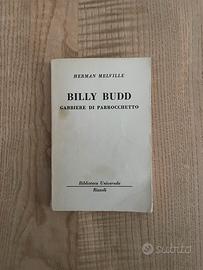 HERMAN MELVILLE
BILLY BUDD
GABBIERE DI PARROCCHETTO
Biblioteca Universale
Rizzoli
subito